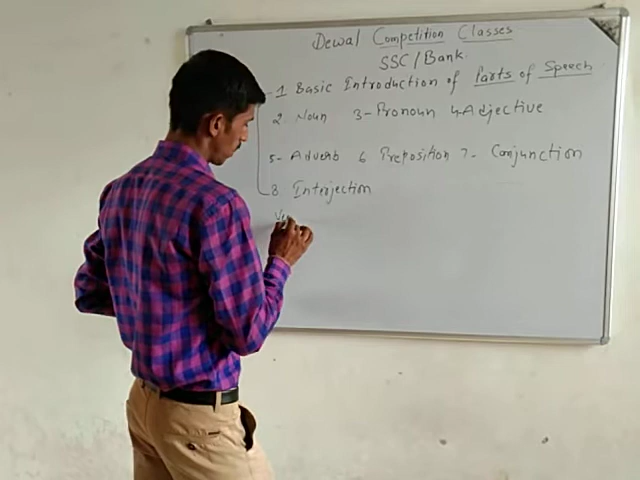 Dewal Competition Classes
SSC/Bank
1 Basic Introduction of Parts of Speech
2 Noun 3- Pronoun 4. Adjective
5- Adverb 6 Preposition 7- Conjunction
8. Interjection